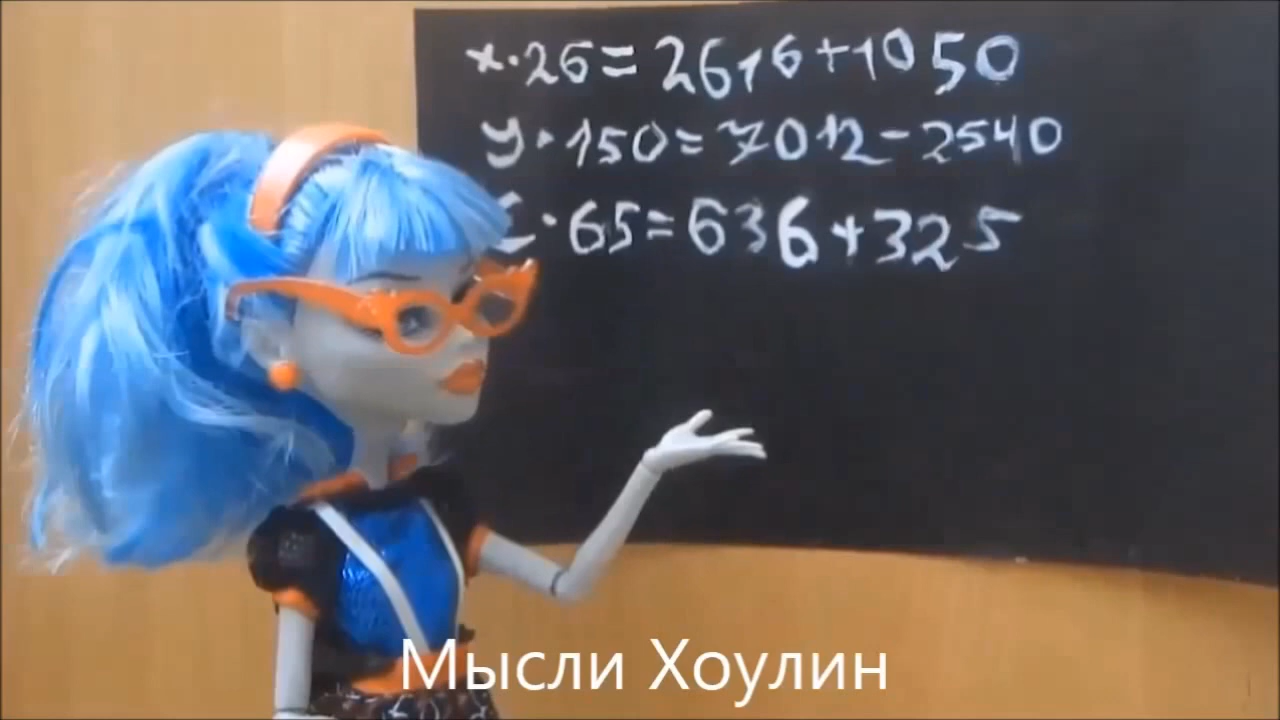 x·26=2616+1050
y·150=7012-2540
·65=636+325
Мысли Хоулин